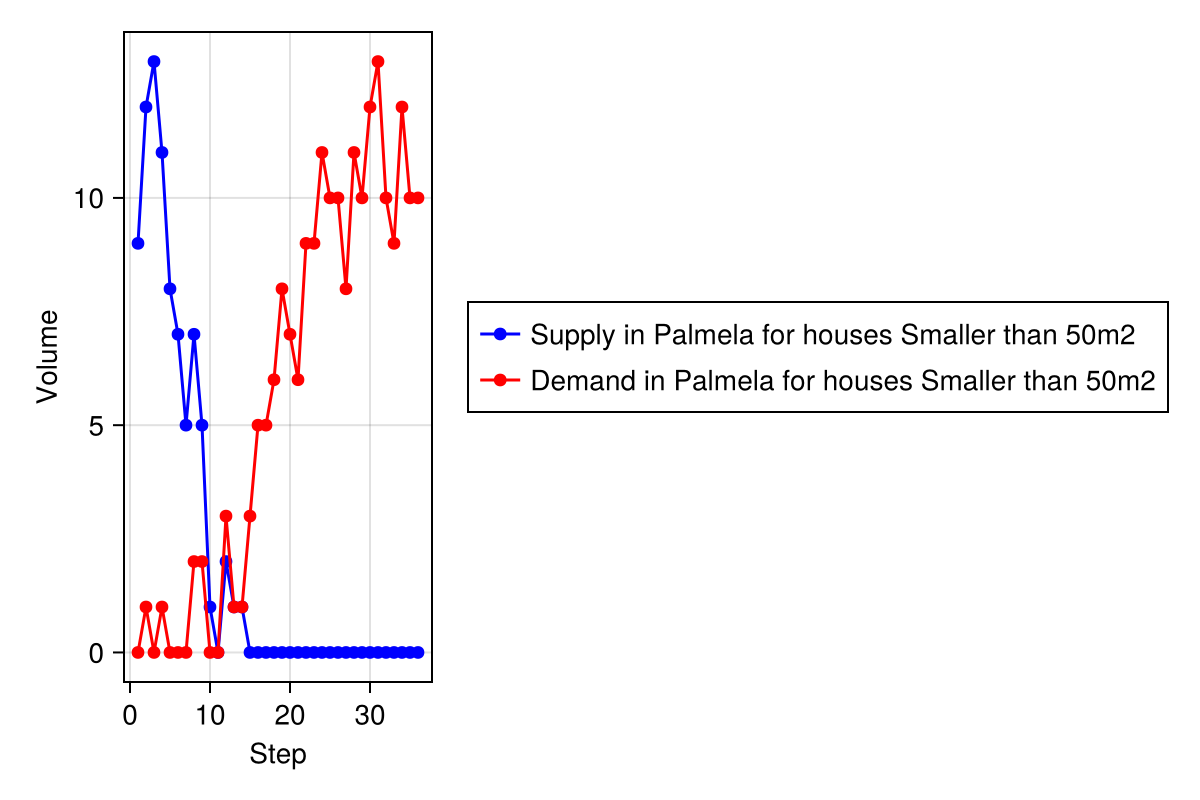 Volume
10
5
0
0 10 20 30
Step
Supply in Palmela for houses Smaller than 50m2
Demand in Palmela for houses Smaller than 50m2